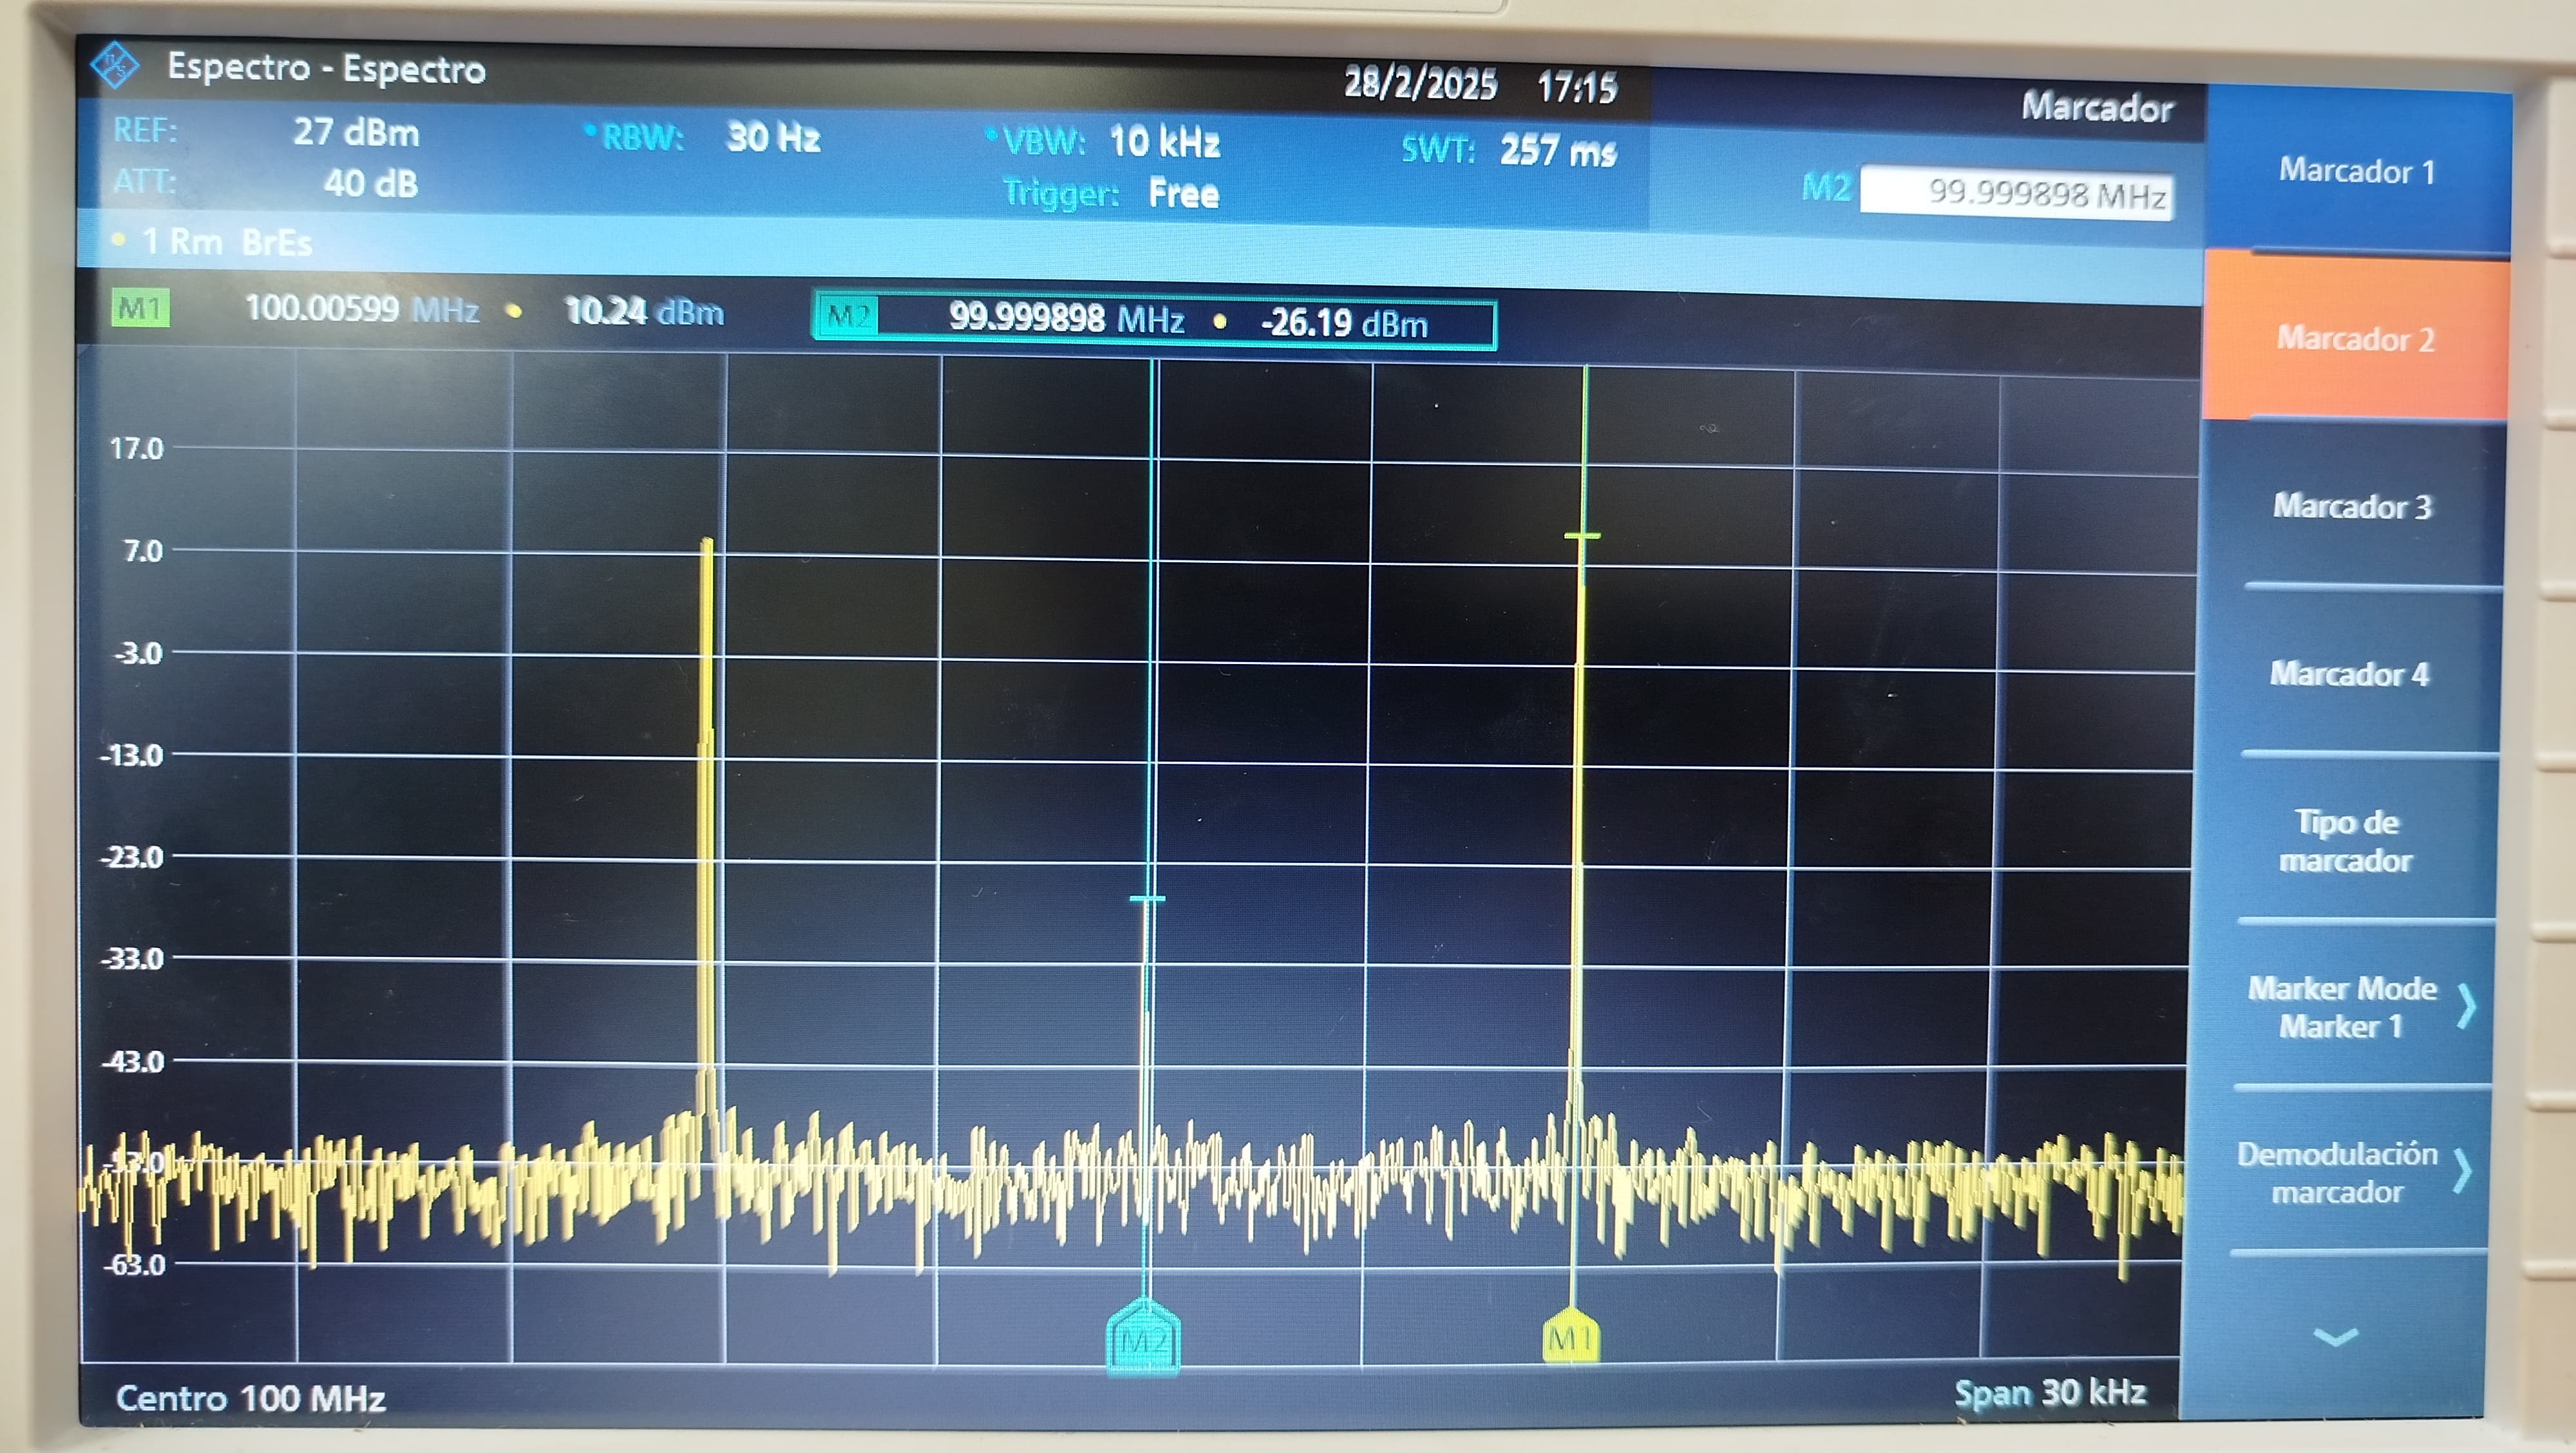 Espectro - Espectro
28/2/2025 17:15
Marcador
REF: 27 dBm
RBW: 30 Hz
VBW: 10 kHz
SWT: 257 ms
ATT: 40 dB
Trigger: Free
M2 99.999898 MHz
1 Rm BrEs
M1 100.00599 MHz 10.24 dBm
M2 99.999898 MHz -26.19 dBm
17.0
7.0
-3.0
-13.0
-23.0
-33.0
-43.0
-53.0
-63.0
M2
M1
Centro 100 MHz
Span 30 kHz
Marcador 1
Marcador 2
Marcador 3
Marcador 4
Tipo de
marcador
Marker Mode
Marker 1
Demodulación
marcador